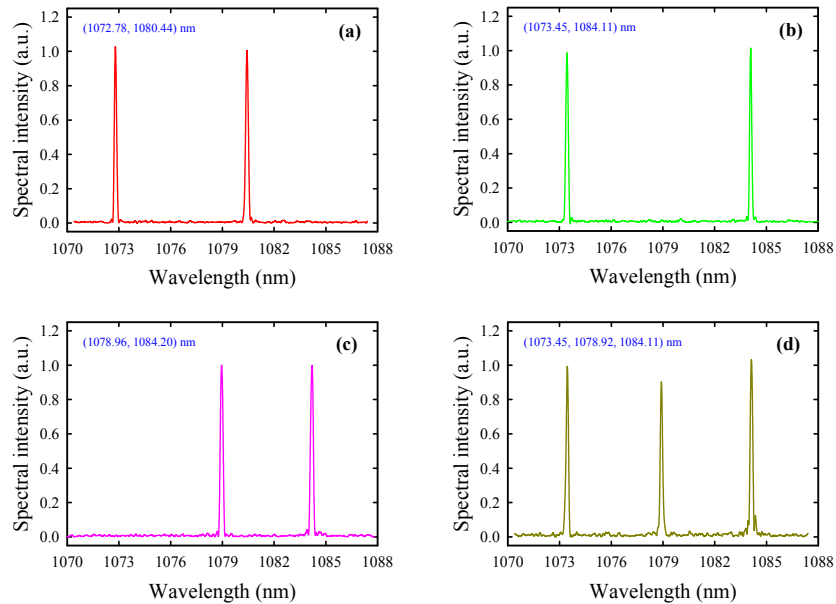 (1072.78, 1080.44) nm
(a)
Spectral intensity (a.u.)
1.2
1.0
0.8
0.6
0.4
0.2
0.0
1070 1073 1076 1079 1082 1085 1088
Wavelength (nm)
(1073.45, 1084.11) nm
(b)
Spectral intensity (a.u.)
1.2
1.0
0.8
0.6
0.4
0.2
0.0
1070 1073 1076 1079 1082 1085 1088
Wavelength (nm)
(1078.96, 1084.20) nm
(c)
Spectral intensity (a.u.)
1.2
1.0
0.8
0.6
0.4
0.2
0.0
1070 1073 1076 1079 1082 1085 1088
Wavelength (nm)
(1073.45, 1078.92, 1084.11) nm
(d)
Spectral intensity (a.u.)
1.2
1.0
0.8
0.6
0.4
0.2
0.0
1070 1073 1076 1079 1082 1085 1088
Wavelength (nm)